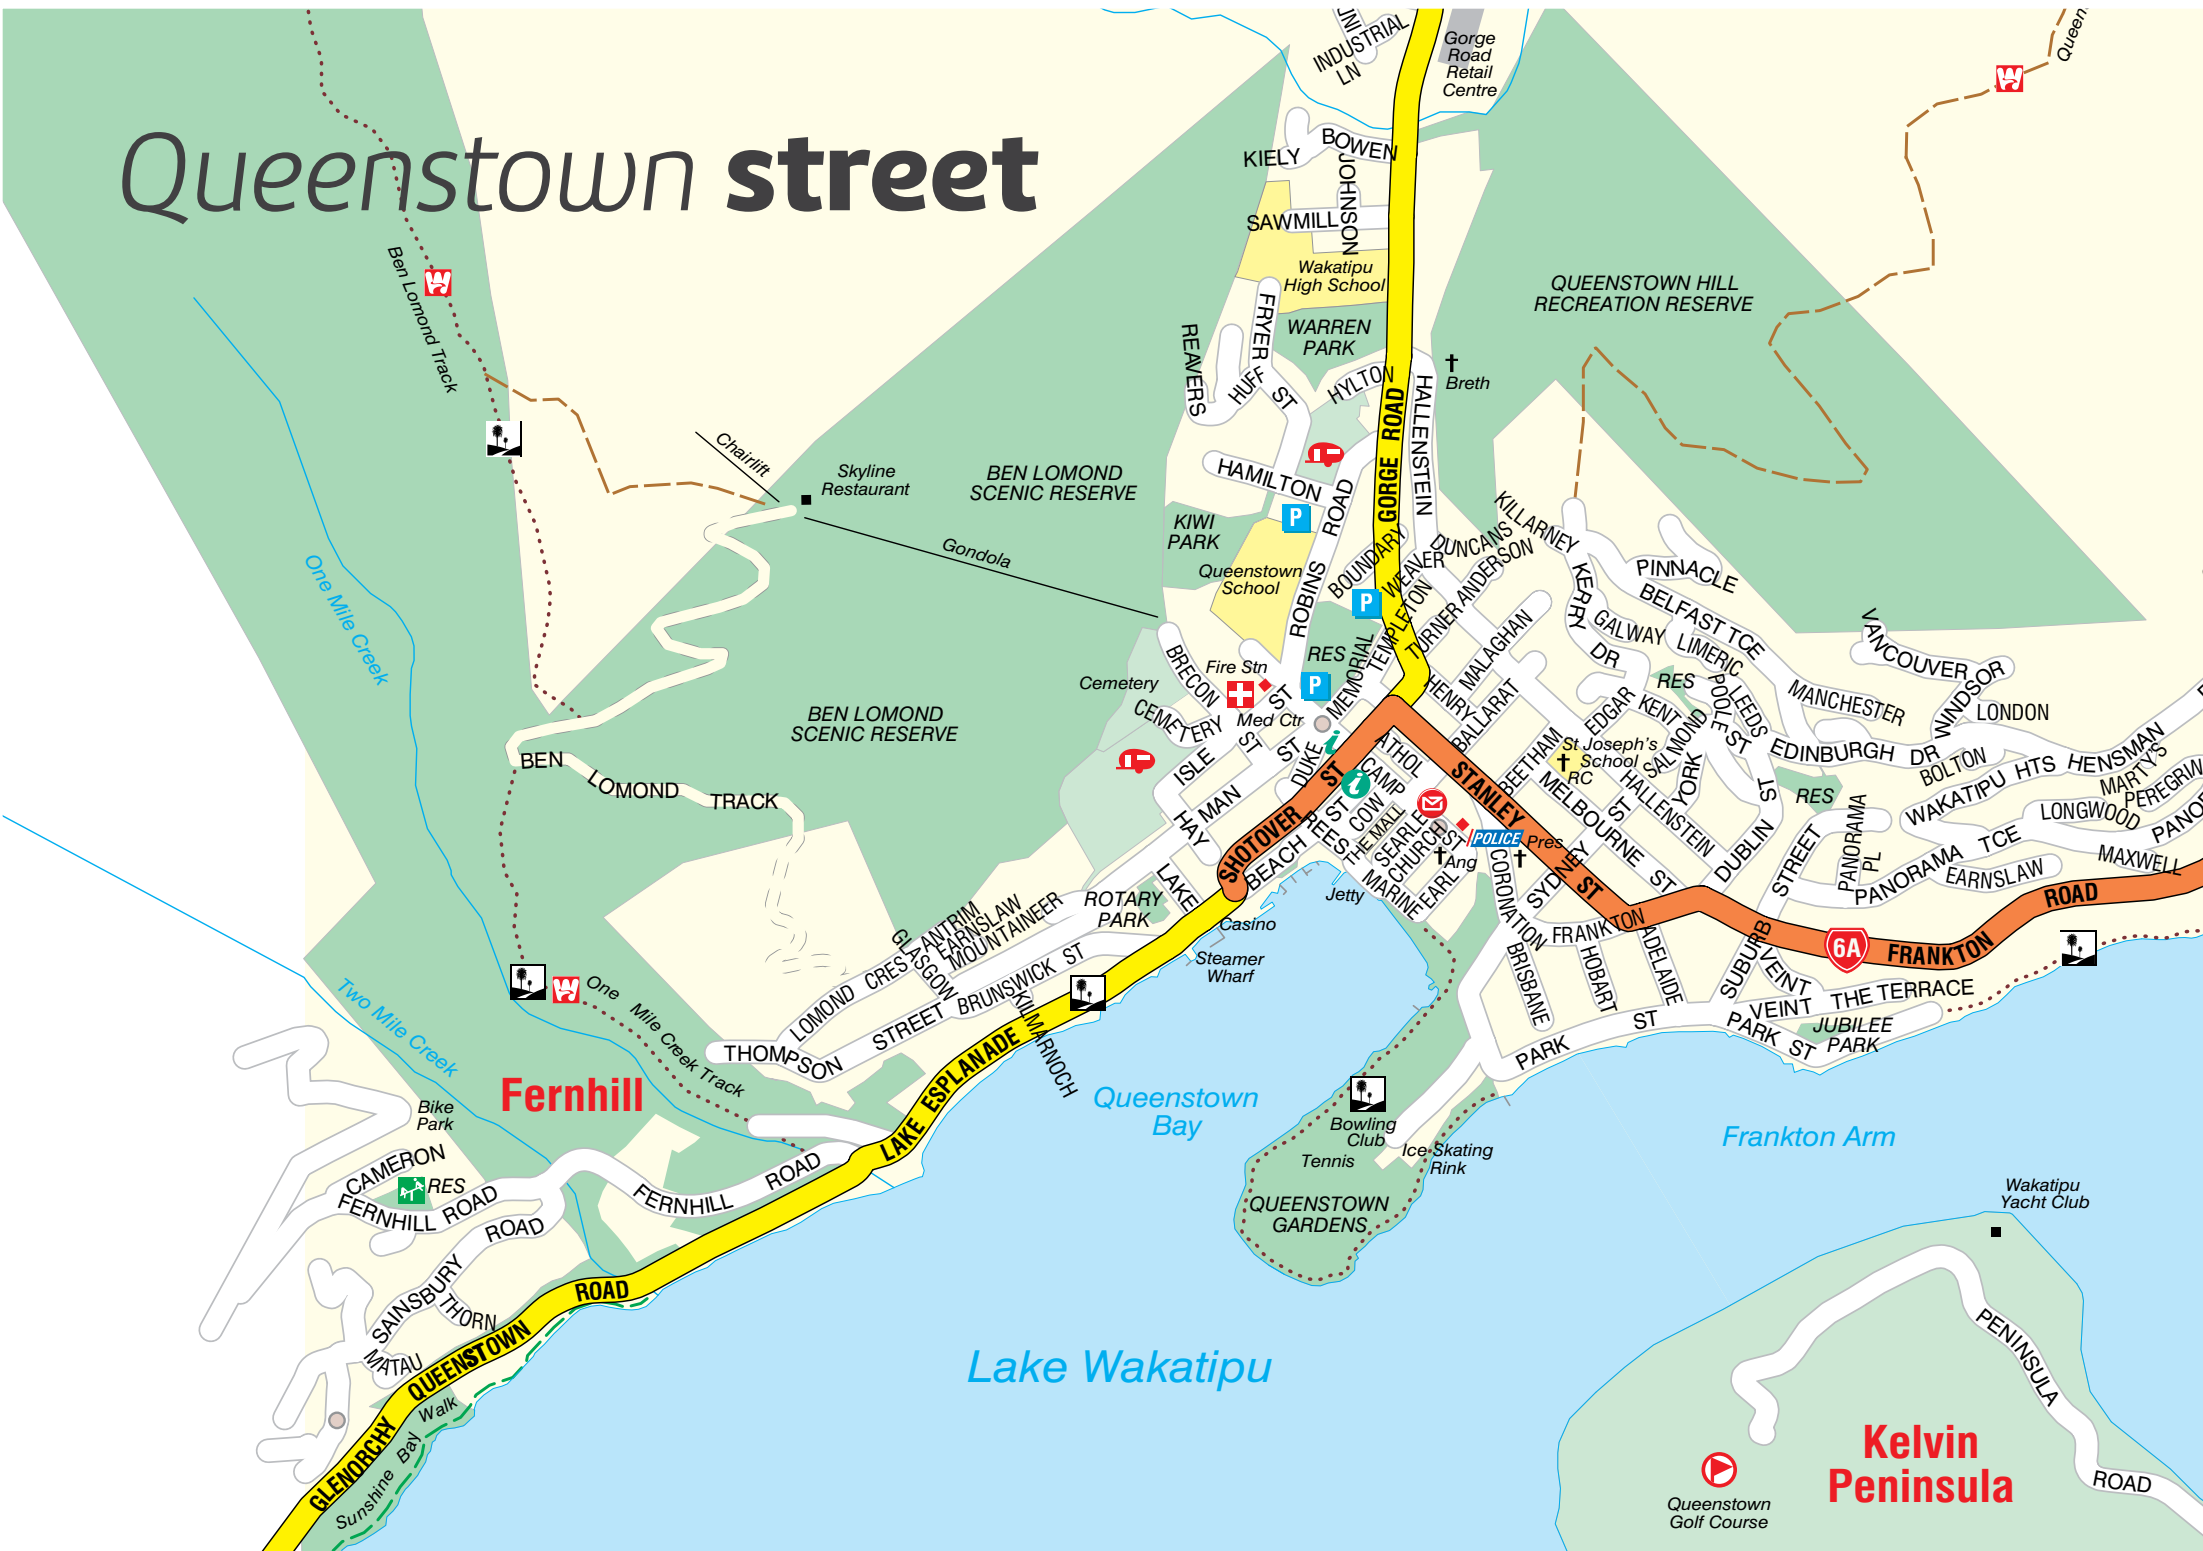 Queenstown street
INDUSTRIAL
LN
Gorge
Road
Retail
Centre
Queen
BOWEN
KIELY
JOHNSON
SAWMILL
Wakatipu
High School
FRYER
ST
WARREN
PARK
REAVERS
HUFF
HYLTON
HALLENSTEIN
Breth
QUEENSTOWN HILL
RECREATION RESERVE
Ben Lomond Track
Chairlift
Skyline
Restaurant
BEN LOMOND
SCENIC RESERVE
Gondola
GORGE ROAD
HAMILTON
P
KIWI
PARK
Queenstown
School
ROBINS ROAD
BOUNDARY
P
WEAVER
DUNCANS
TEMPLETON
TURNER
ANDERSON
KILLARNEY
KERRY
DR
PINNACLE
BELFAST TCE
GALWAY
LIMERIC
VANCOUVER
WINDSOR
LONDON
One Mile Creek
BRECON
ST
Cemetery
CEMETERY
Fire Stn
ST
Med Ctr
RES
P
MEMORIAL
MALAGHAN
HENRY
BALLARAT
EDGAR
KENT
RES
POOLE
ST
LEEDS
SALMOND
MANCHESTER
EDINBURGH DR
BOLTON
WAKATIPU HTS
HENSMAN
MARTY'S
PEREGRIN
BEN LOMOND
SCENIC RESERVE
BEN
LOMOND
TRACK
ISLE
MAN
ST
HAY
DUKE
i
i
SHOTOVER ST
ATHOL
CAMP
ST
COW
REES
BEACH
THE MALL
SEARLE
CHURCH
ST
MARINE
EARL
Ang
POLICE
Pres
STANLEY
ST
BEETHAM
St Joseph's
School
RC
MELBOURNE
ST
HALLENSTEIN
ST
YORK
ST
DUBLIN
SYDNEY
RES
LONGWOOD
PANO
PANORAMA
PL
PANORAMA TCE
EARNSLAW
MAXWELL
STREET
SUBURB
CORONATION
LAKE
Jetty
ROTARY
PARK
Casino
Steamer
Wharf
ANTRIM
EARNSLAW
MOUNTAINEER
GLASGOW
LOMOND CRES
BRUNSWICK ST
KILMARNOCH
THOMPSON
STREET
FRANKTON
BRISBANE
HOBART
ADELAIDE
VEINT
6A
FRANKTON
ROAD
VEINT
THE TERRACE
PARK
ST
PARK ST
JUBILEE
PARK
One Mile Creek Track
Two Mile Creek
Fernhill
Bike
Park
LAKE ESPLANADE
Queenstown
Bay
Bowling
Club
Tennis
Ice Skating
Rink
QUEENSTOWN
GARDENS
Frankton Arm
Wakatipu
Yacht Club
CAMERON
RES
FERNHILL ROAD
FERNHILL
ROAD
SAINSBURY
ROAD
THORN
MATAU
GLENORCHY QUEENSTOWN ROAD
Sunshine Bay Walk
Lake Wakatipu
PENINSULA
ROAD
Kelvin
Peninsula
Queenstown
Golf Course